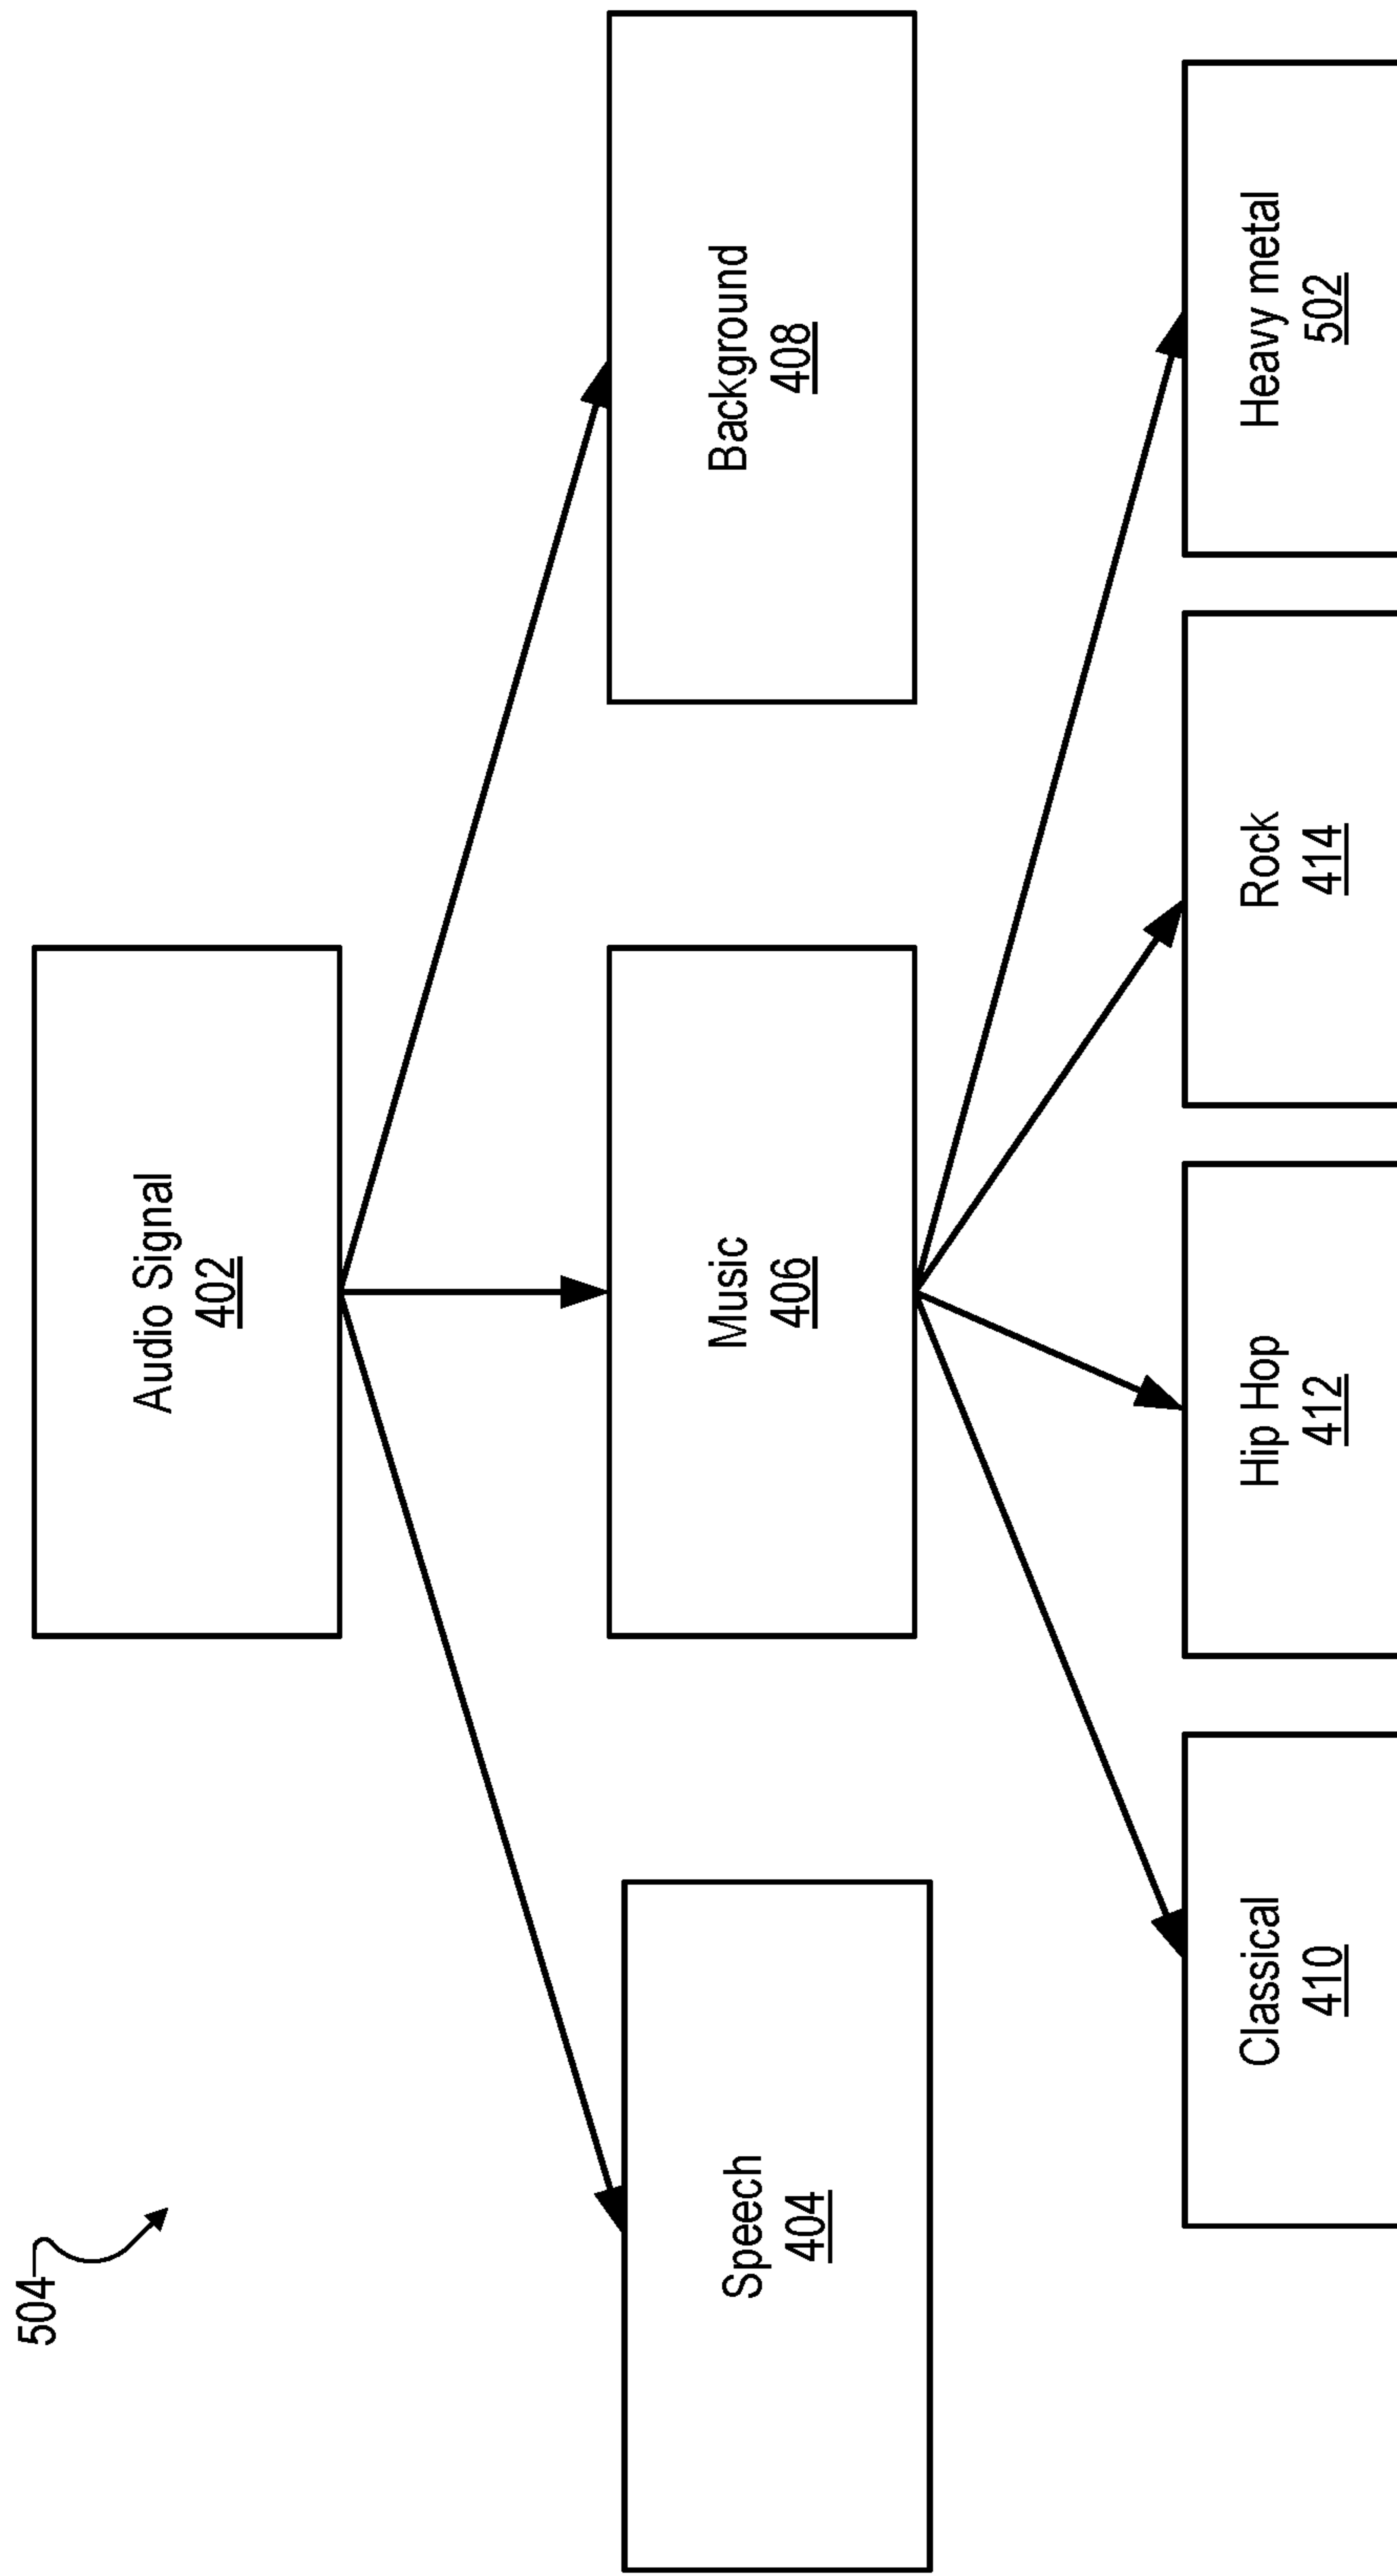 504
Audio Signal
402
Speech
404
Music
406
Background
408
Classical
410
Hip Hop
412
Rock
414
Heavy metal
502